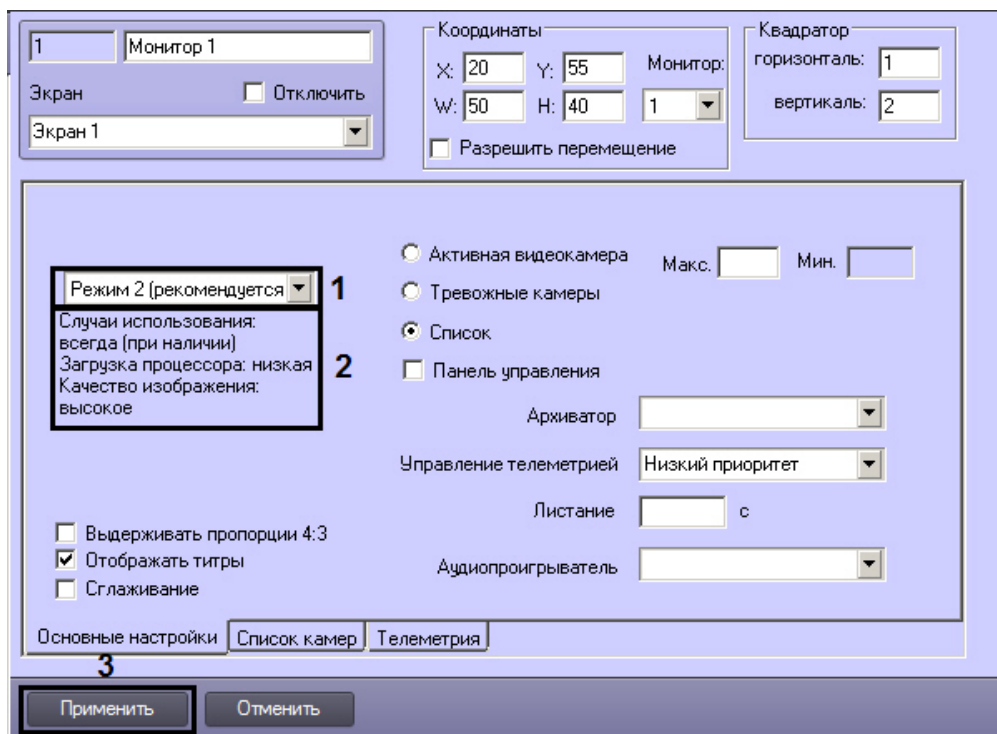 1
Монитор 1
Экран
Отключить
Экран 1
Координаты
X: 20 Y: 55 Монитор:
W: 50 H: 40 1
Разрешить перемещение
Квадратор
горизонталь: 1
вертикаль: 2
Режим 2 (рекомендуется 1
Случаи использования:
всегда (при наличии)
Загрузка процессора: низкая
Качество изображения:
высокое
2
Выдерживать пропорции 4:3
Отображать титры
Сглаживание
Активная видеокамера
Макс. Мин.
Тревожные камеры
Список
Панель управления
Архиватор
Управление телеметрией Низкий приоритет
Листание с
Аудиопроигрыватель
Основные настройки Список камер Телеметрия
3
Применить Отменить